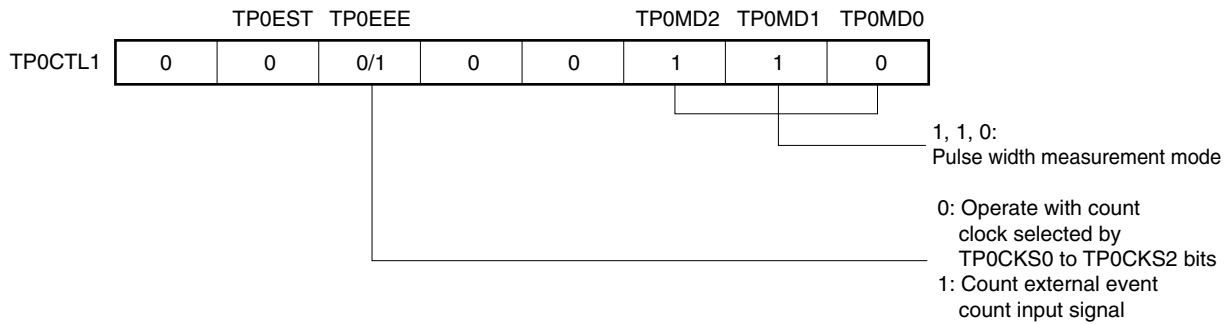 TP0EST TP0EEE TP0MD2 TP0MD1 TP0MD0
TP0CTL1 0 0 0/1 0 0 1 1 0
1, 1, 0:
Pulse width measurement mode
0: Operate with count
clock selected by
TP0CKS0 to TP0CKS2 bits
1: Count external event
count input signal